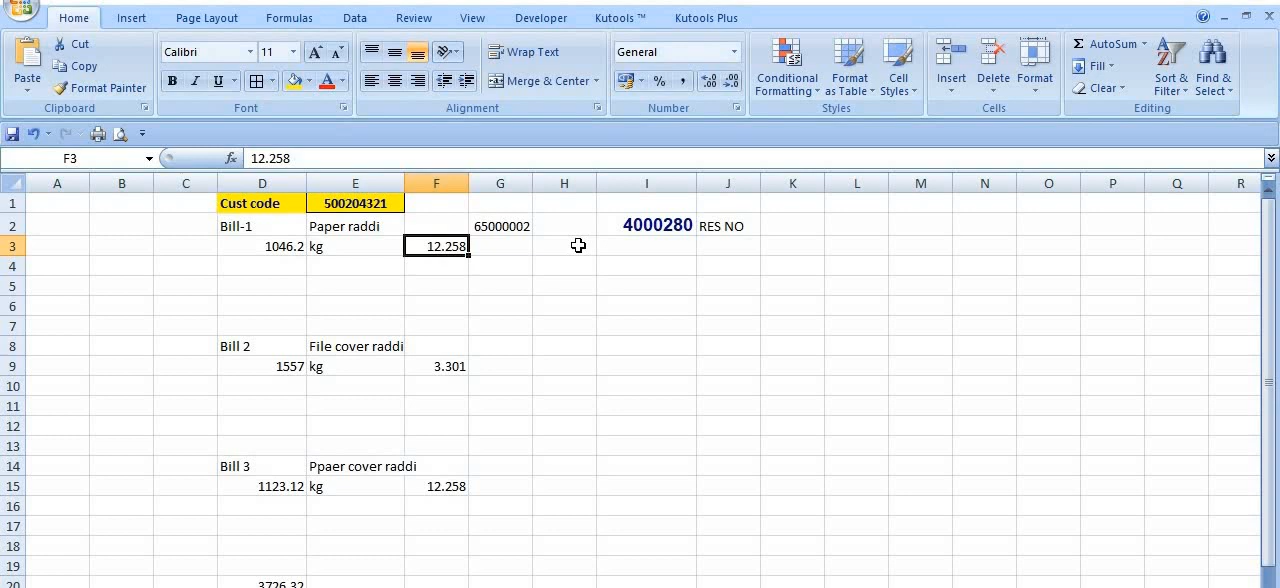 Home Insert Page Layout Formulas Data Review View Developer Kutools ™ Kutools Plus
Paste Cut Copy Format Painter Clipboard
Calibri 11 A A B I U A Font
Wrap Text Merge & Center Alignment
General % , .00 .0 Number
Conditional Formatting Format as Table Cell Styles Styles
Insert Delete Format Cells
Σ AutoSum Fill Clear Sort & Filter Find & Select Editing
F3 fx 12.258
A B C D E F G H I J K L M N O P Q R
1 Cust code 500204321
2 Bill-1 Paper raddi 65000002 4000280 RES NO
3 1046.2 kg 12.258
4
5
6
7
8 Bill 2 File cover raddi
9 1557 kg 3.301
10
11
12
13
14 Bill 3 Ppaer cover raddi
15 1123.12 kg 12.258
16
17
18
19
20 3726.32